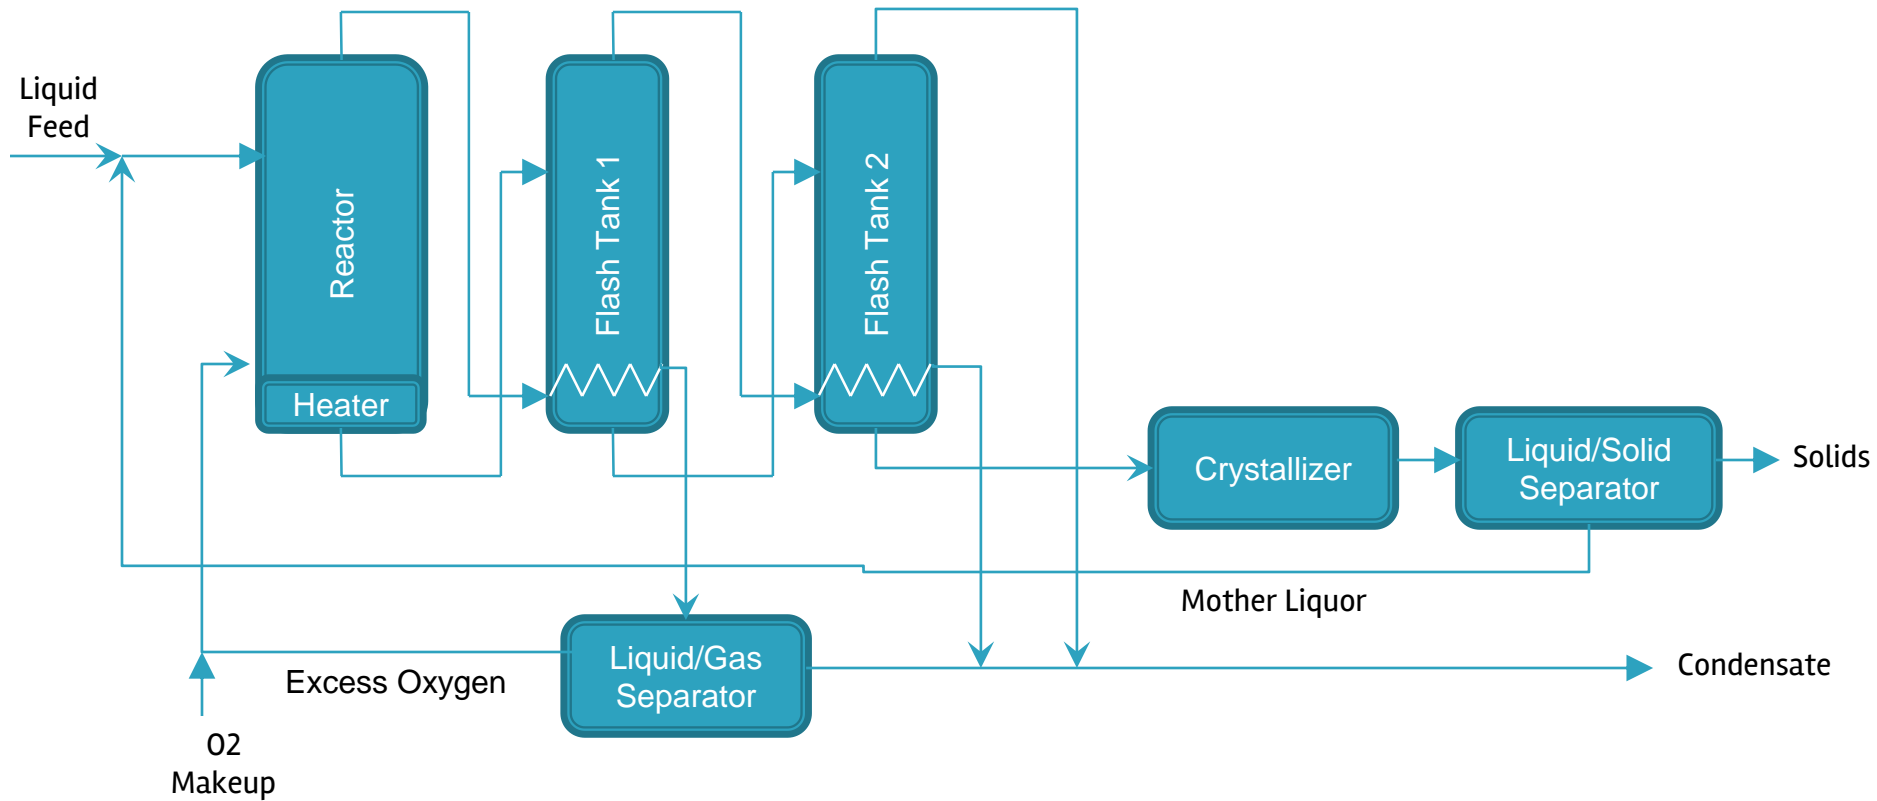 Liquid
Feed
Reactor
Heater
Flash Tank 1
Flash Tank 2
Crystallizer
Liquid/Solid
Separator
Solids
Mother Liquor
Liquid/Gas
Separator
Excess Oxygen
Condensate
O2
Makeup